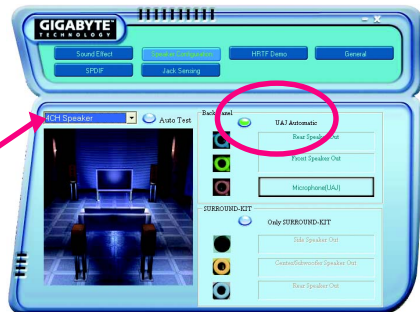 GIGABYTE
TECHNOLOGY
Sound Effect
Speaker Configuration
HRTF Demo
General
SPDIF
Jack Sensing
CH Speaker
Auto Test
Back Panel
UAJ Automatic
Rear Speaker Out
Front Speaker Out
Microphone(UAJ)
SURROUND-KIT
Only SURROUND-KIT
Side Speaker Out
Center/Subwoofer Speaker Out
Rear Speaker Out